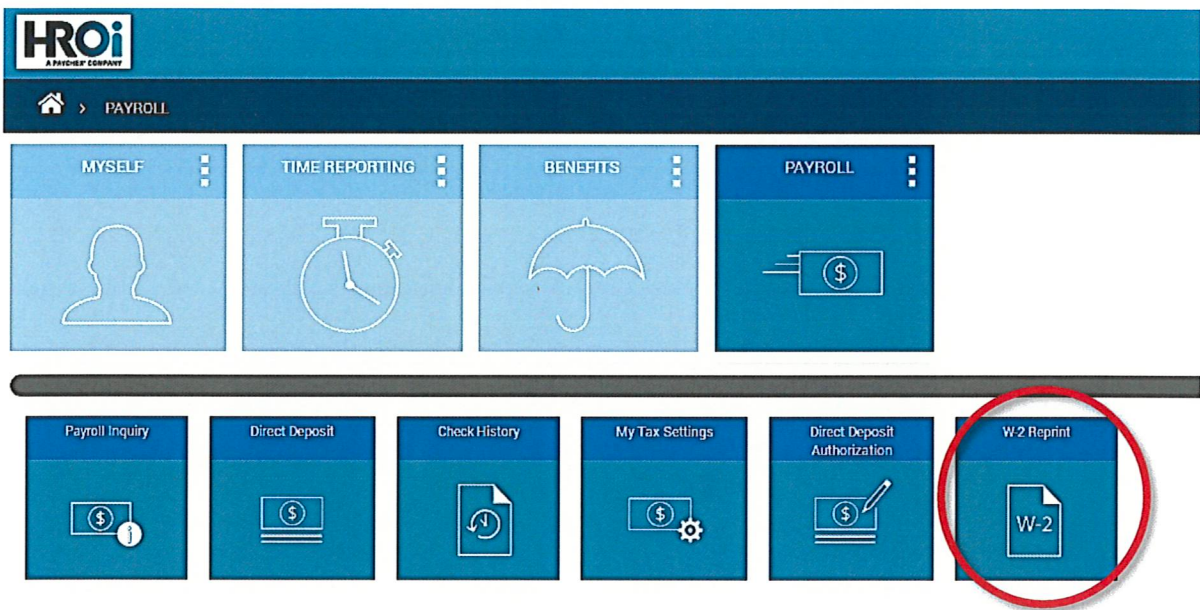 HROi
A PAYCHEX® COMPANY
> PAYROLL
MYSELF
TIME REPORTING
BENEFITS
PAYROLL
$
Payroll Inquiry
Direct Deposit
Check History
My Tax Settings
Direct Deposit
Authorization
W-2 Reprint
$ i
$
$
$
W-2